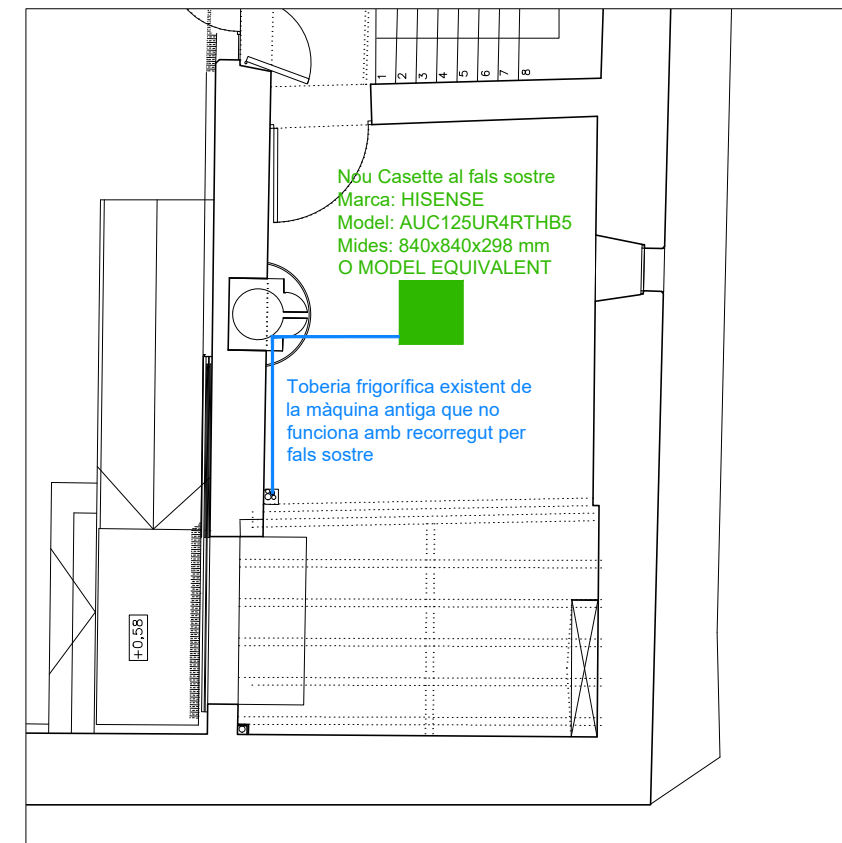 1
2
3
4
5
6
7
8
Nou Casette al fals sostre
Marca: HISENSE
Model: AUC125UR4RTHB5
Mides: 840x840x298 mm
O MODEL EQUIVALENT
Toberia frigorífica existent de
la màquina antiga que no
funciona amb recorregut per
fals sostre
+0,58